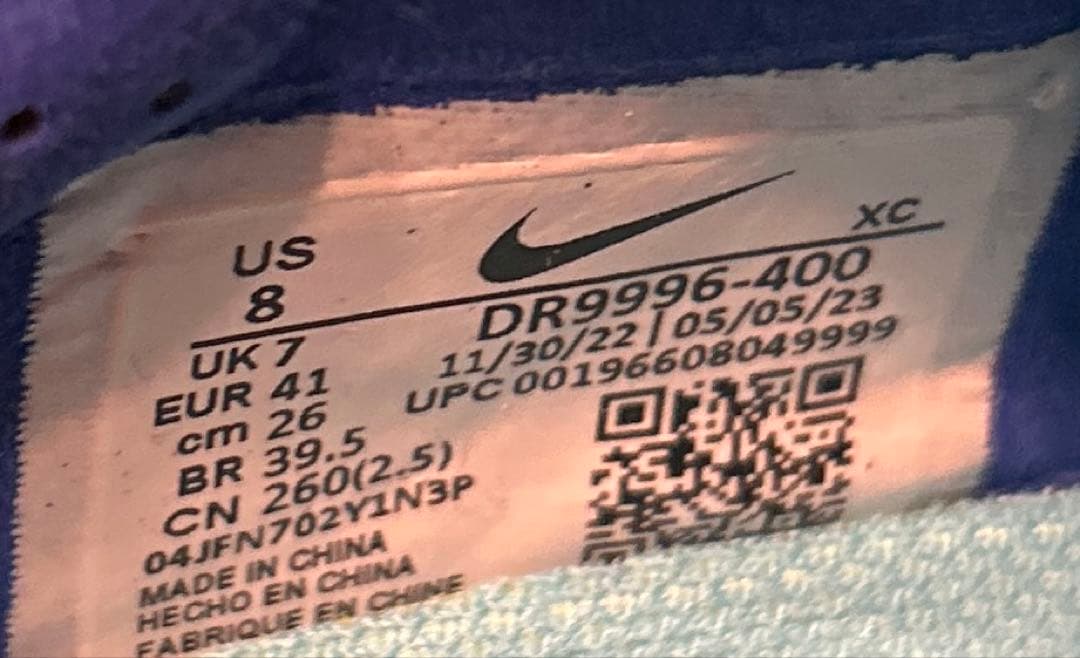 US
8
XC
DR9996-400
11/30/22 | 05/05/23
UPC 00196608049999
UK 7
EUR 41
cm 26
BR 39.5
CN 260(2.5)
04JFN702Y1N3P
MADE IN CHINA
HECHO EN CHINA
FABRIQUE EN CHINE